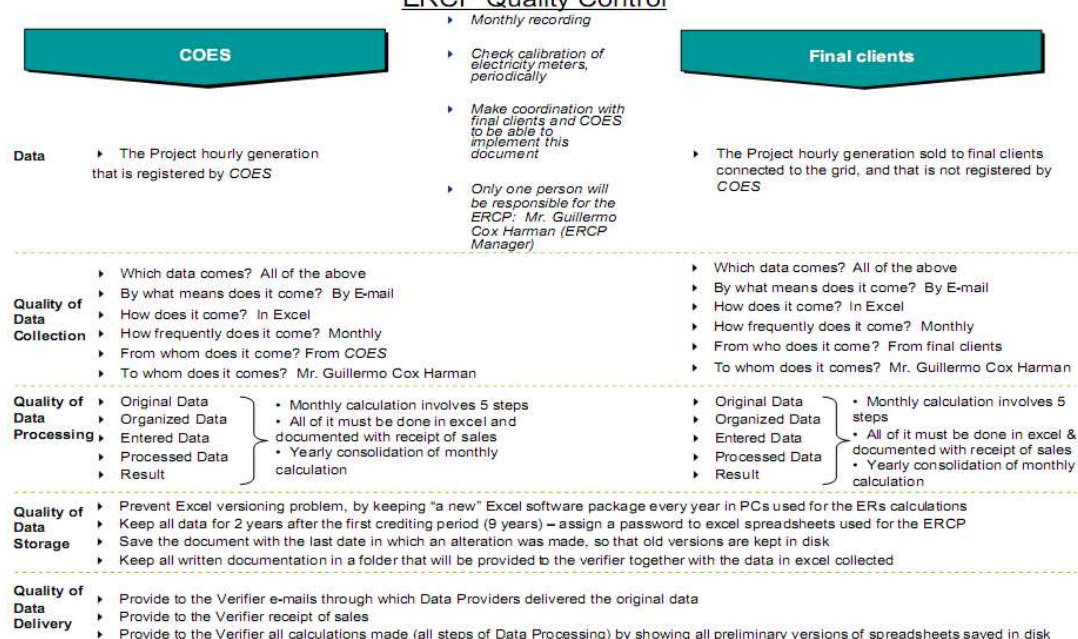 ERCP Quality Control
COES
▸ Monthly recording
▸ Check calibration of
electricity meters,
periodically
▸ Make coordination with
final clients and COES
to be able to
implement this
document
▸ Only one person will
be responsible for the
ERCP: Mr. Guillermo
Cox Harman (ERCP
Manager)
Final clients
Data
▸ The Project hourly generation
that is registered by COES
▸ The Project hourly generation sold to final clients
connected to the grid, and that is not registered by
COES
Quality of
Data
Collection
▸ Which data comes? All of the above
▸ By what means does it come? By E-mail
▸ How does it come? In Excel
▸ How frequently does it come? Monthly
▸ From whom does it come? From COES
▸ To whom does it comes? Mr. Guillermo Cox Harman
▸ Which data comes? All of the above
▸ By what means does it come? By E-mail
▸ How does it come? In Excel
▸ How frequently does it come? Monthly
▸ From who does it come? From final clients
▸ To whom does it comes? Mr. Guillermo Cox Harman
Quality of
Data
Processing
▸ Original Data
▸ Organized Data
▸ Entered Data
▸ Processed Data
▸ Result
• Monthly calculation involves 5 steps
• All of it must be done in excel and
documented with receipt of sales
• Yearly consolidation of monthly
calculation
▸ Original Data
▸ Organized Data
▸ Entered Data
▸ Processed Data
▸ Result
• Monthly calculation involves 5
steps
• All of it must be done in excel &
documented with receipt of sales
• Yearly consolidation of monthly
calculation
Quality of
Data
Storage
▸ Prevent Excel versioning problem, by keeping "a new" Excel software package every year in PCs used for the ERs calculations
▸ Keep all data for 2 years after the first crediting period (9 years) – assign a password to excel spreadsheets used for the ERCP
▸ Save the document with the last date in which an alteration was made, so that old versions are kept in disk
▸ Keep all written documentation in a folder that will be provided to the verifier together with the data in excel collected
Quality of
Data
Delivery
▸ Provide to the Verifier e-mails through which Data Providers delivered the original data
▸ Provide to the Verifier receipt of sales
▸ Provide to the Verifier all calculations made (all steps of Data Processing) by showing all preliminary versions of spreadsheets saved in disk